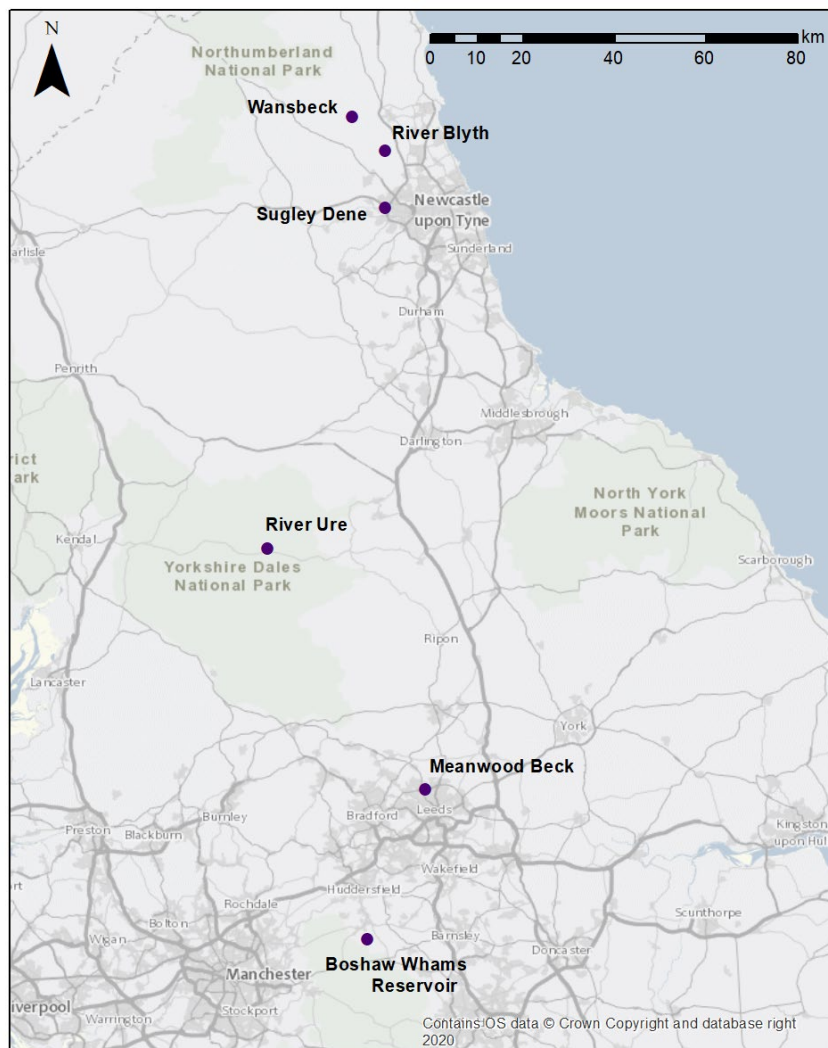 N
km
0 10 20 40 60 80
Northumberland
National Park
Wansbeck
River Blyth
Sugley Dene
Newcastle
upon Tyne
Sunderland
arlisle
Durham
Penrith
Middlesbrough
Darlington
rict
ark
North York
Moors National
Park
River Ure
Kendal
Yorkshire Dales
National Park
Scarborough
Ripon
Lancaster
York
Meanwood Beck
Leeds
Bradford
Burnley
Preston
Blackburn
Kingston
upon Hul
Wakefield
Huddersfield
Rochdale
Bolton
Scunthorpe
Barnsley
Wigan
Doncaster
Boshaw Whams
Reservoir
Manchester
iverpool
Stockport
Warrington
ort
Contains OS data © Crown Copyright and database right
2020